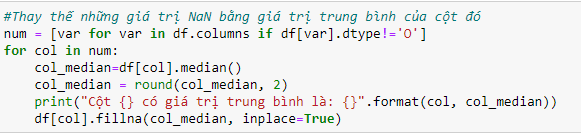 #Thay thế những giá trị NaN bằng giá trị trung bình của cột đó
num = [var for var in df.columns if df[var].dtype!='O']
for col in num:
    col_median=df[col].median()
    col_median = round(col_median, 2)
    print("Cột {} có giá trị trung bình là: {}".format(col, col_median))
    df[col].fillna(col_median, inplace=True)